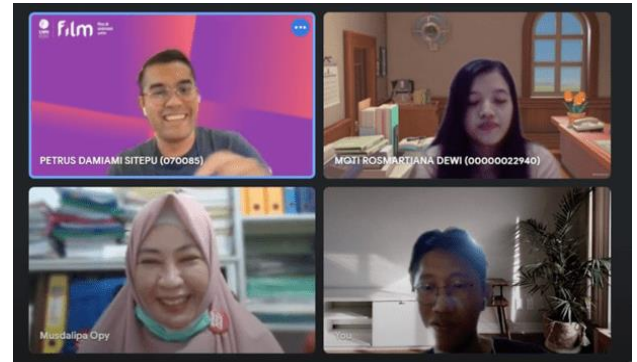 Film
PETRUS DAMIAMI SITEPU (070085)
MOTI ROSMARTIANA DEWI (00000022940)
Musdalipa Opy
You